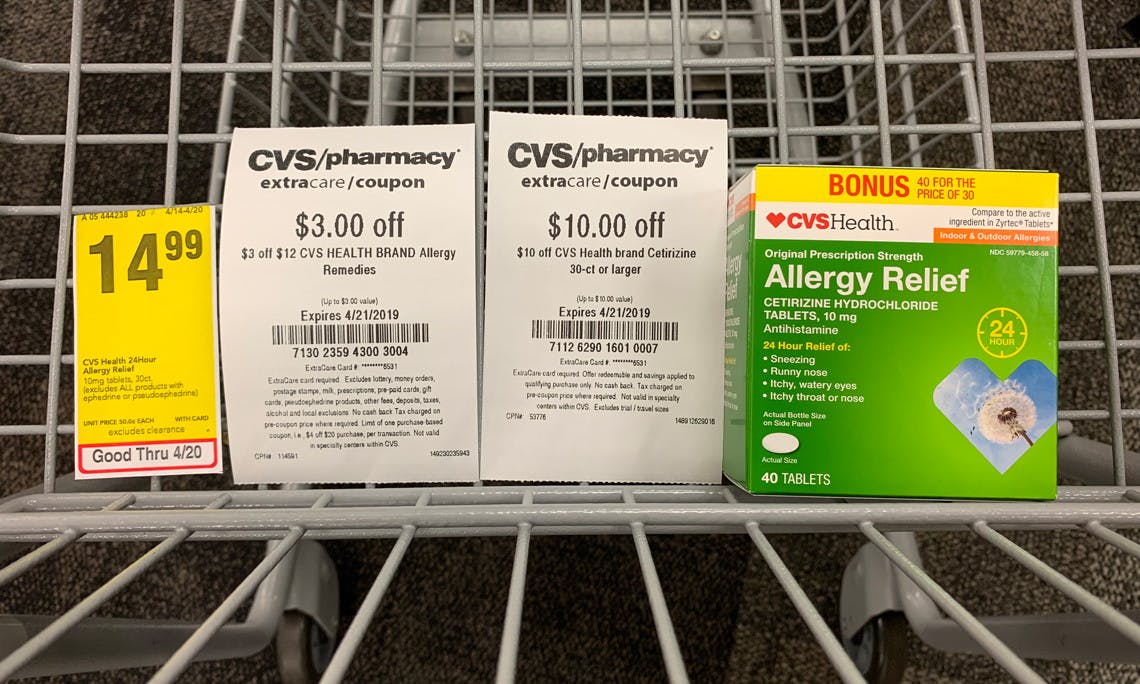 A 05 444238 20 4/14-4/20
14 99
CVS Health 24Hour
Allergy Relief
10mg tablets, 30ct.
(excludes ALL products with
ephedrine or pseudoephedrine)
UNIT PRICE 50.0¢ EACH WITH CARD
excludes clearance
Good Thru 4/20
CVS/pharmacy
extracare/coupon
$3.00 off
$3 off $12 CVS HEALTH BRAND Allergy
Remedies
(Up to $3.00 value)
Expires 4/21/2019
7130 2359 4300 3004
ExtraCare Card #: ********6531
ExtraCare card required. Excludes lottery, money orders,
postage stamps, milk, prescriptions, pre-paid cards, gift
cards, pseudoephedrine products, other fees, deposits, taxes,
alcohol and local exclusions. No cash back. Tax charged on
pre-coupon price where required. Limit of one purchase-based
coupon, i.e., $4 off $20 purchase, per transaction. Not valid
in specialty centers within CVS.
CPN#: 114591 149230235943
CVS/pharmacy
extracare/coupon
$10.00 off
$10 off CVS Health brand Cetirizine
30-ct or larger
(Up to $10.00 value)
Expires 4/21/2019
7112 6290 1601 0007
ExtraCare Card #: ********6531
ExtraCare card required. Offer redeemable and savings applied to
qualifying purchase only. No cash back. Tax charged on
pre-coupon price where required. Not valid in specialty
centers within CVS. Excludes trial / travel sizes
CPN#: 53776 148912629016
BONUS 40 FOR THE
PRICE OF 30
CVSHealth™
Compare to the active
ingredient in Zyrtec® Tablets*
Indoor & Outdoor Allergies
NDC 59779-458-58
Original Prescription Strength
Allergy Relief
CETIRIZINE HYDROCHLORIDE
TABLETS, 10 mg
Antihistamine
24 Hour Relief of:
• Sneezing
• Runny nose
• Itchy, watery eyes
• Itchy throat or nose
24
HOUR
Actual Bottle Size
on Side Panel
Actual Size
40 TABLETS